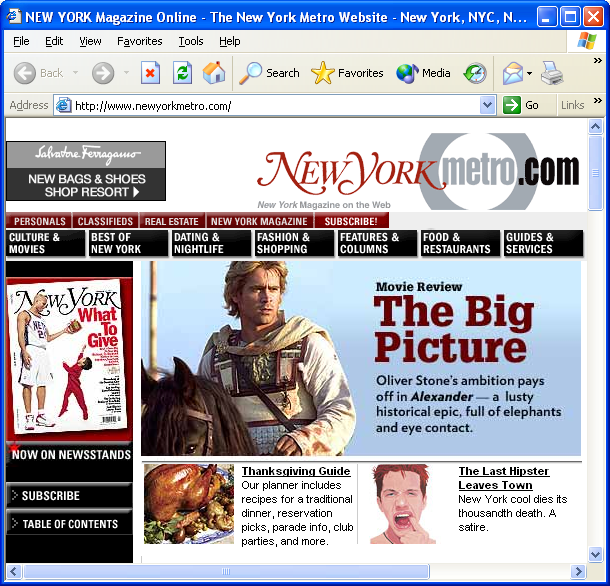 NEW YORK Magazine Online - The New York Metro Website - New York, NYC, N...
File Edit View Favorites Tools Help
Back Search Favorites Media
Address http://www.newyorkmetro.com/ Go Links
Salvatore Ferragamo
NEW BAGS & SHOES
SHOP RESORT
NEW YORK metro.com
New York Magazine on the Web
PERSONALS CLASSIFIEDS REAL ESTATE NEW YORK MAGAZINE SUBSCRIBE!
CULTURE & MOVIES
BEST OF NEW YORK
DATING & NIGHTLIFE
FASHION & SHOPPING
FEATURES & COLUMNS
FOOD & RESTAURANTS
GUIDES & SERVICES
NEW YORK
What
To
Give
NETS
NOW ON NEWSSTANDS
SUBSCRIBE
TABLE OF CONTENTS
Movie Review
The Big
Picture
Oliver Stone's ambition pays
off in Alexander — a lusty
historical epic, full of elephants
and eye contact.
Thanksgiving Guide
Our planner includes
recipes for a traditional
dinner, reservation
picks, parade info, club
parties, and more.
The Last Hipster
Leaves Town
New York cool dies its
thousandth death. A
satire.